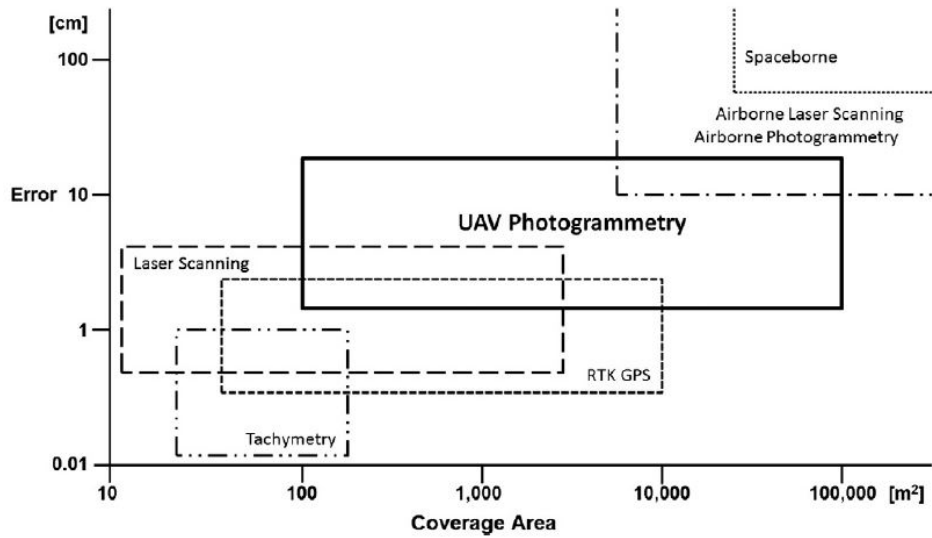 [cm]
100
Spaceborne
Airborne Laser Scanning
Airborne Photogrammetry
Error 10
UAV Photogrammetry
Laser Scanning
1
RTK GPS
Tachymetry
0.01
10 100 1,000 10,000 100,000 [m²]
Coverage Area